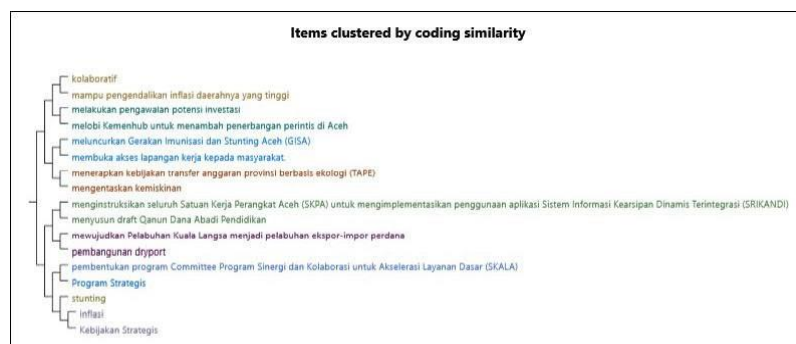 Items clustered by coding similarity
kolaboratif
mampu pengendalikan inflasi daerahnya yang tinggi
melakukan pengawalan potensi investasi
melobi Kemenhub untuk menambah penerbangan perintis di Aceh
meluncurkan Gerakan Imunisasi dan Stunting Aceh (GISA)
membuka akses lapangan kerja kepada masyarakat.
menerapkan kebijakan transfer anggaran provinsi berbasis ekologi (TAPE)
mengentaskan kemiskinan
menginstruksikan seluruh Satuan Kerja Perangkat Aceh (SKPA) untuk mengimplementasikan penggunaan aplikasi Sistem Informasi Kearsipan Dinamis Terintegrasi (SRIKANDI)
menyusun draft Qanun Dana Abadi Pendidikan
mewujudkan Pelabuhan Kuala Langsa menjadi pelabuhan ekspor-impor perdana
pembangunan dryport
pembentukan program Committee Program Sinergi dan Kolaborasi untuk Akselerasi Layanan Dasar (SKALA)
Program Strategis
stunting
inflasi
Kebijakan Strategis